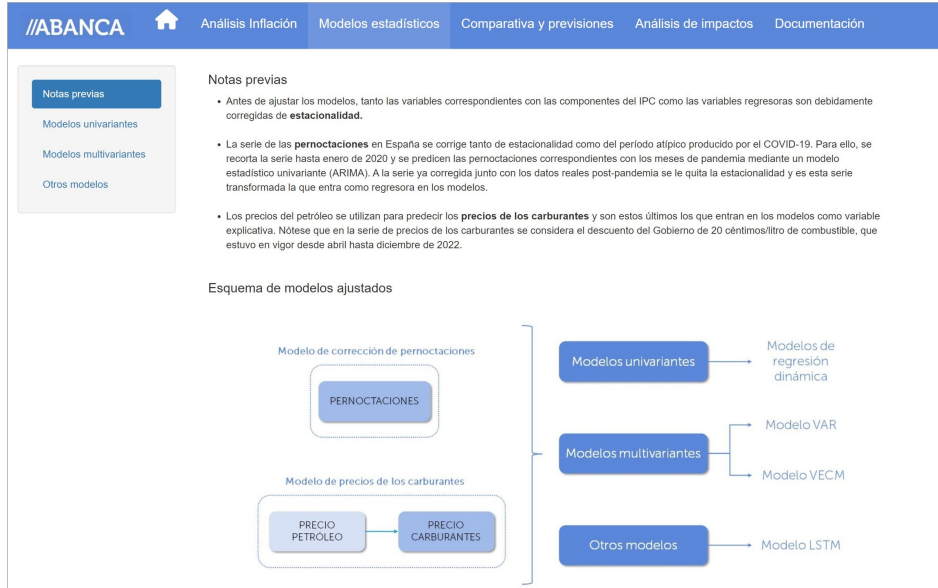 //ABANCA
Análisis Inflación
Modelos estadísticos
Comparativa y previsiones
Análisis de impactos
Documentación
Notas previas
Modelos univariantes
Modelos multivariantes
Otros modelos
Notas previas
• Antes de ajustar los modelos, tanto las variables correspondientes con las componentes del IPC como las variables regresoras son debidamente
corregidas de estacionalidad.
• La serie de las pernoctaciones en España se corrige tanto de estacionalidad como del período atípico producido por el COVID-19. Para ello, se
recorta la serie hasta enero de 2020 y se predicen las pernoctaciones correspondientes con los meses de pandemia mediante un modelo
estadístico univariante (ARIMA). A la serie ya corregida junto con los datos reales post-pandemia se le quita la estacionalidad y es esta serie
transformada la que entra como regresora en los modelos.
• Los precios del petróleo se utilizan para predecir los precios de los carburantes y son estos últimos los que entran en los modelos como variable
explicativa. Nótese que en la serie de precios de los carburantes se considera el descuento del Gobierno de 20 céntimos/litro de combustible, que
estuvo en vigor desde abril hasta diciembre de 2022.
Esquema de modelos ajustados
Modelo de corrección de pernoctaciones
PERNOCTACIONES
Modelo de precios de los carburantes
PRECIO
PETRÓLEO
PRECIO
CARBURANTES
Modelos univariantes
Modelos de
regresión
dinámica
Modelos multivariantes
Modelo VAR
Modelo VECM
Otros modelos
Modelo LSTM